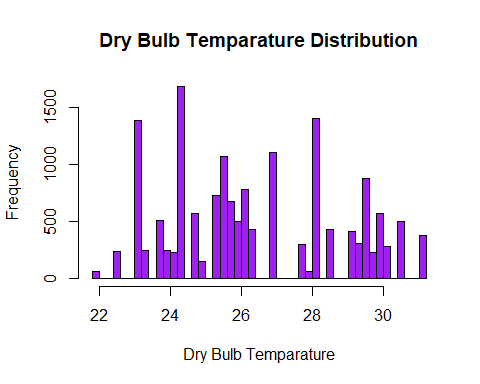 Dry Bulb Temparature Distribution
1500
1000
500
0
Frequency
22 24 26 28 30
Dry Bulb Temparature